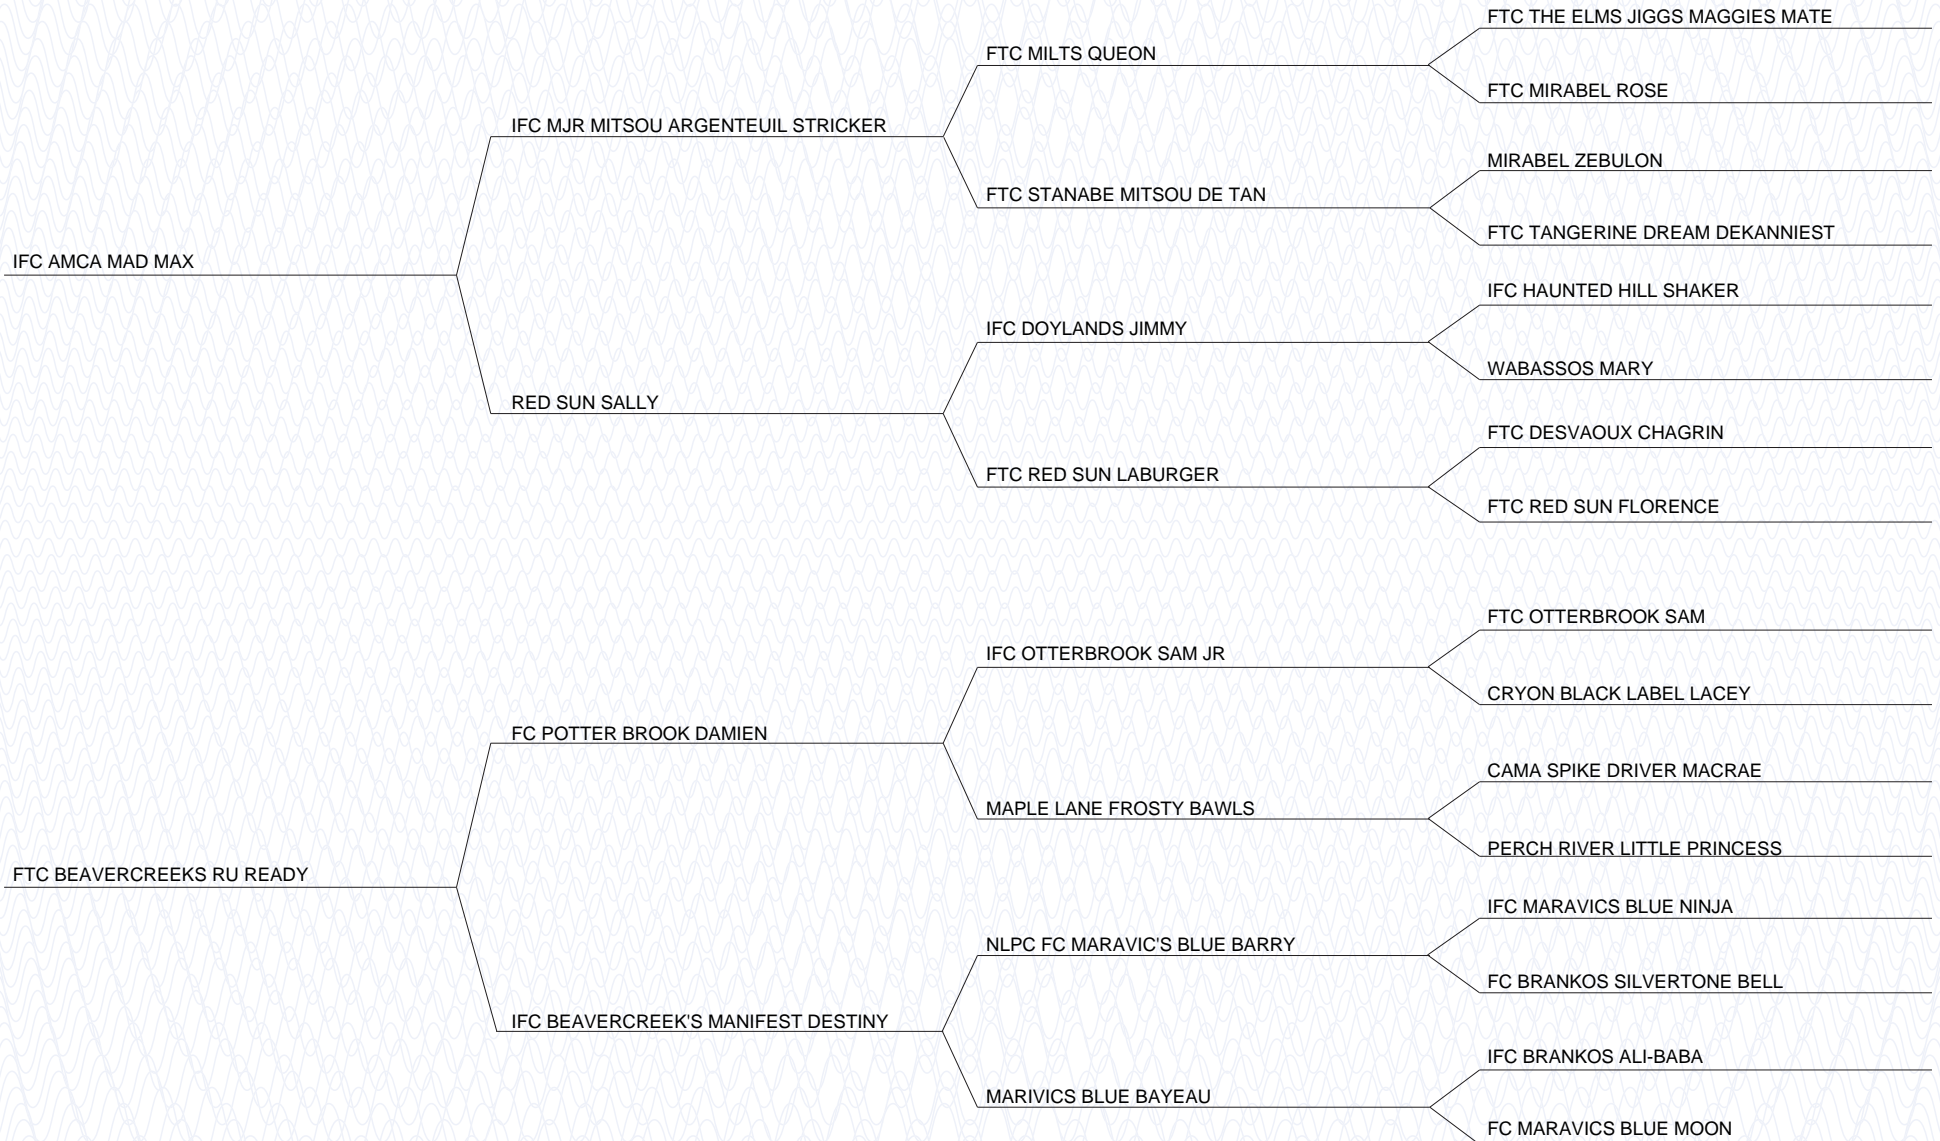 FTC THE ELMS JIGGS MAGGIES MATE
FTC MILTS QUEON
FTC MIRABEL ROSE
IFC MJR MITSOU ARGENTEUIL STRICKER
MIRABEL ZEBULON
FTC STANABE MITSOU DE TAN
FTC TANGERINE DREAM DEKANNIEST
IFC AMCA MAD MAX
IFC HAUNTED HILL SHAKER
IFC DOYLANDS JIMMY
WABASSOS MARY
RED SUN SALLY
FTC DESVAOUX CHAGRIN
FTC RED SUN LABURGER
FTC RED SUN FLORENCE
FTC OTTERBROOK SAM
IFC OTTERBROOK SAM JR
CRYON BLACK LABEL LACEY
FC POTTER BROOK DAMIEN
CAMA SPIKE DRIVER MACRAE
MAPLE LANE FROSTY BAWLS
PERCH RIVER LITTLE PRINCESS
FTC BEAVERCREEKS RU READY
IFC MARAVICS BLUE NINJA
NLPC FC MARAVIC'S BLUE BARRY
FC BRANKOS SILVERTONE BELL
IFC BEAVERCREEK'S MANIFEST DESTINY
IFC BRANKOS ALI-BABA
MARIVICS BLUE BAYEAU
FC MARAVICS BLUE MOON